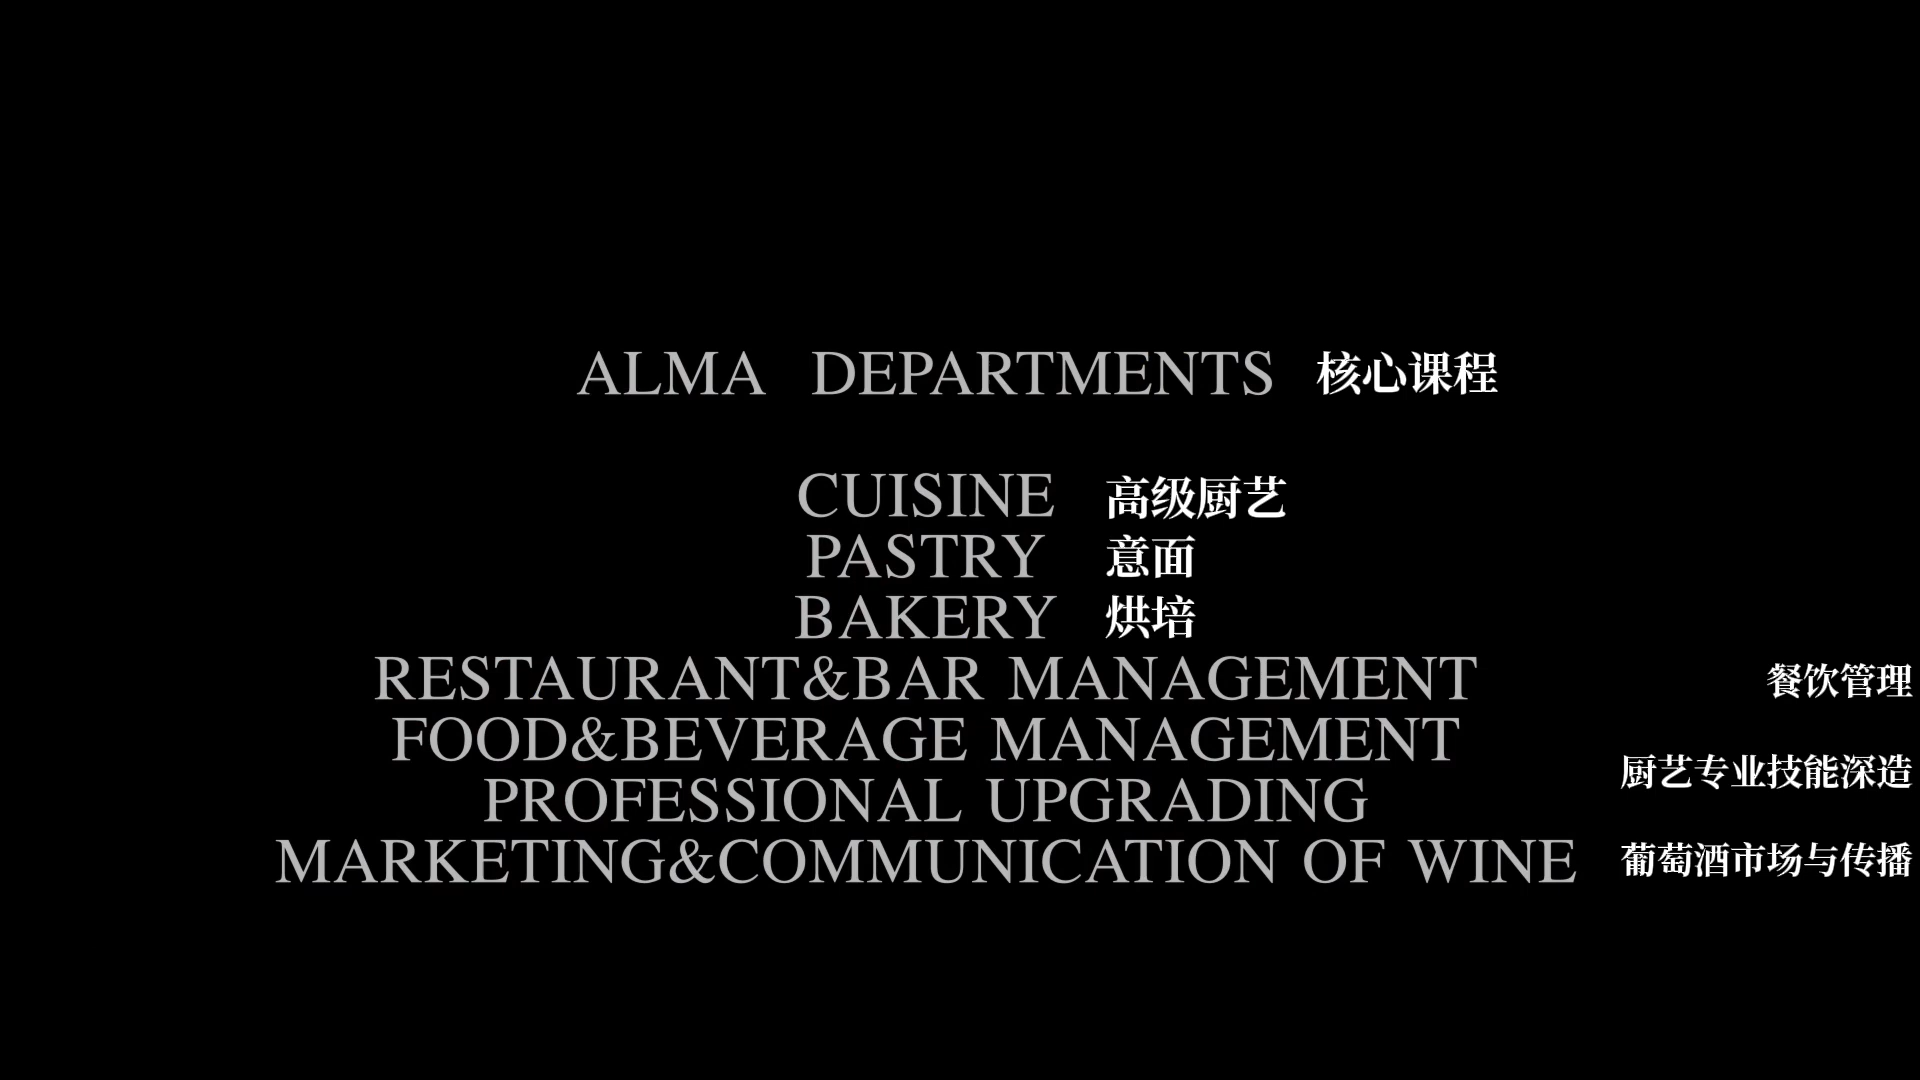 ALMA DEPARTMENTS 核心课程
CUISINE 高级厨艺
PASTRY 意面
BAKERY 烘培
RESTAURANT&BAR MANAGEMENT 餐饮管理
FOOD&BEVERAGE MANAGEMENT
厨艺专业技能深造
PROFESSIONAL UPGRADING
MARKETING&COMMUNICATION OF WINE 葡萄酒市场与传播